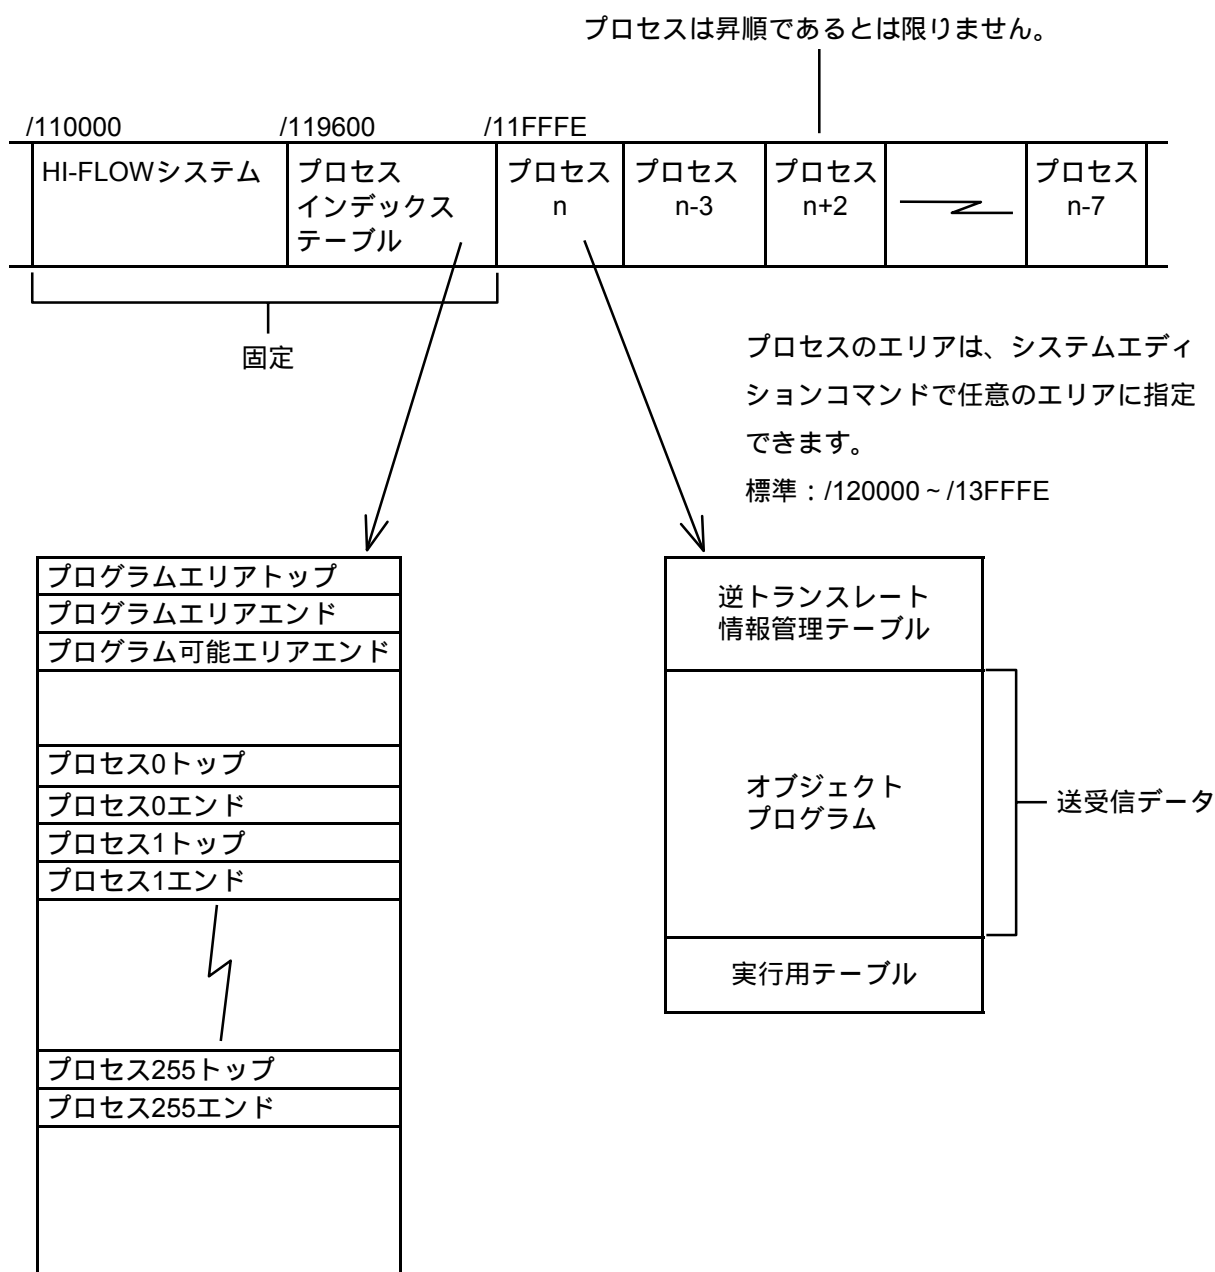 プロセスは昇順であるとは限りません。
/110000
/119600
/11FFFE
HI-FLOWシステム
プロセス
インデックス
テーブル
プロセス
n
プロセス
n-3
プロセス
n+2
プロセス
n-7
固定
プロセスのエリアは、システムエディ
ションコマンドで任意のエリアに指定
できます。
標準：/120000～/13FFFE
プログラムエリアトップ
プログラムエリアエンド
プログラム可能エリアエンド
プロセス0トップ
プロセス0エンド
プロセス1トップ
プロセス1エンド
プロセス255トップ
プロセス255エンド
逆トランスレート
情報管理テーブル
オブジェクト
プログラム
送受信データ
実行用テーブル